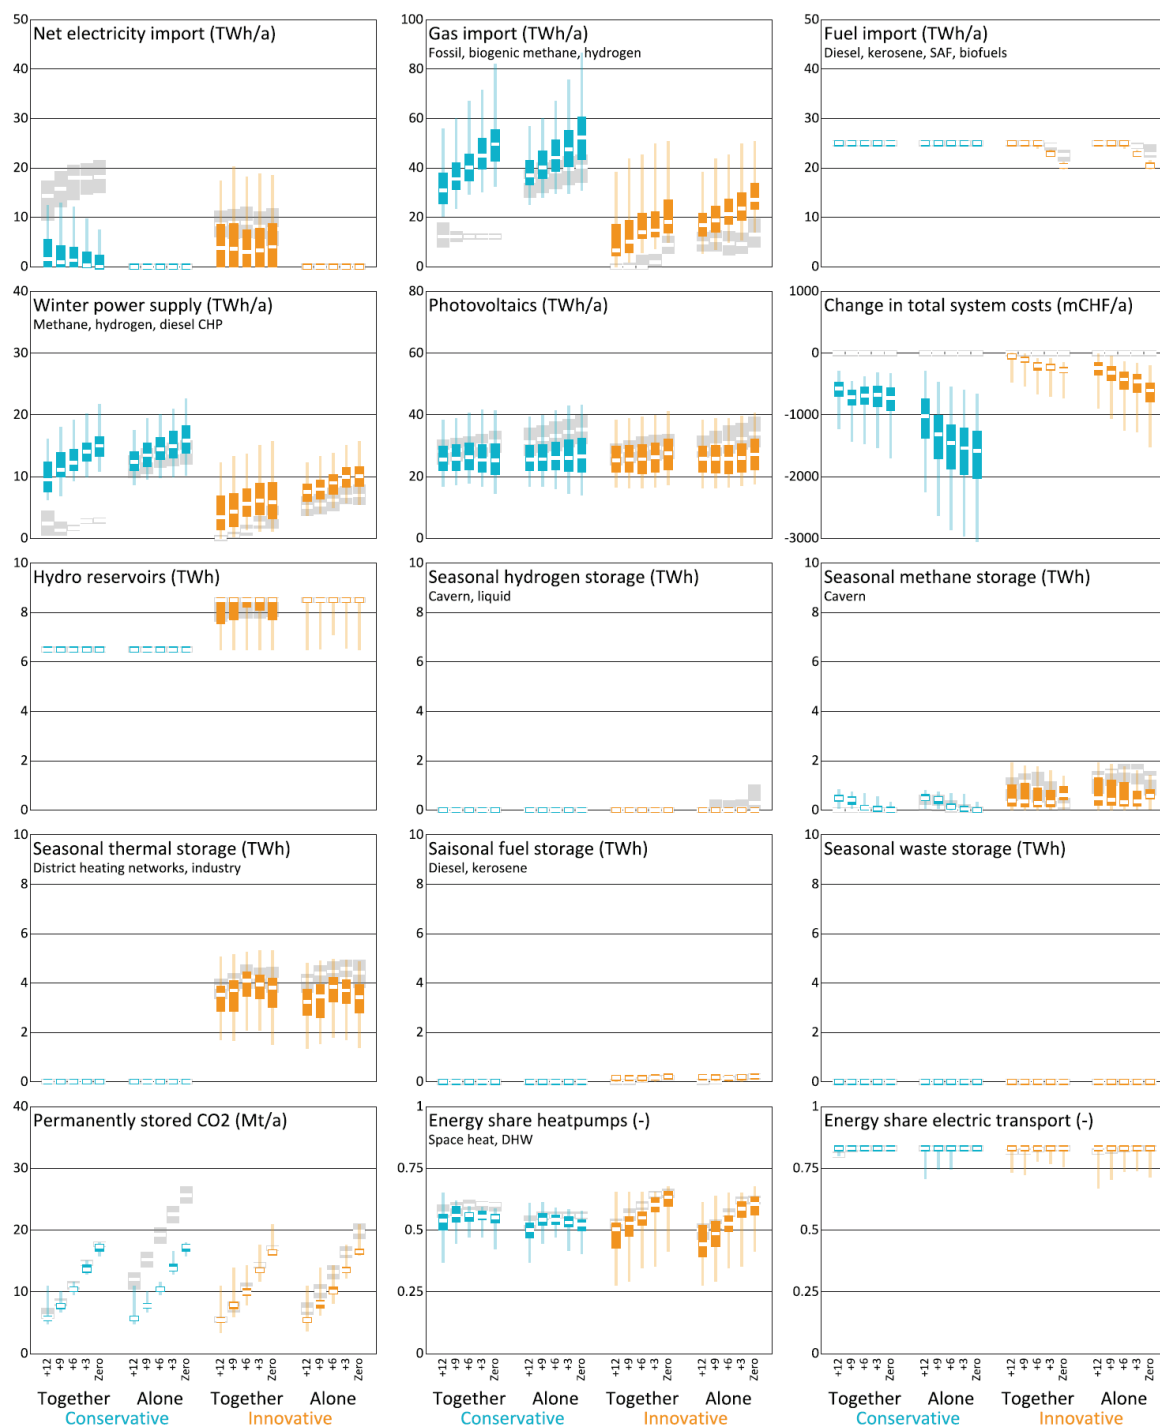 Net electricity import (TWh/a)
50
40
30
20
10
0
Gas import (TWh/a)
Fossil, biogenic methane, hydrogen
100
80
60
40
20
0
Fuel import (TWh/a)
Diesel, kerosene, SAF, biofuels
50
40
30
20
10
0
Winter power supply (TWh/a)
Methane, hydrogen, diesel CHP
40
30
20
10
0
Photovoltaics (TWh/a)
80
60
40
20
0
Change in total system costs (mCHF/a)
1000
0
-1000
-2000
-3000
Hydro reservoirs (TWh)
10
8
6
4
2
0
Seasonal hydrogen storage (TWh)
Cavern, liquid
10
8
6
4
2
0
Seasonal methane storage (TWh)
Cavern
10
8
6
4
2
0
Seasonal thermal storage (TWh)
District heating networks, industry
10
8
6
4
2
0
Saisonal fuel storage (TWh)
Diesel, kerosene
10
8
6
4
2
0
Seasonal waste storage (TWh)
10
8
6
4
2
0
Permanently stored CO2 (Mt/a)
40
30
20
10
0
Energy share heatpumps (-)
Space heat, DHW
1
0.75
0.5
0.25
0
Energy share electric transport (-)
1
0.75
0.5
0.25
0
+12 +9 +6 +3 Zero +12 +9 +6 +3 Zero +12 +9 +6 +3 Zero +12 +9 +6 +3 Zero
Together Alone Together Alone
Conservative Innovative
+12 +9 +6 +3 Zero +12 +9 +6 +3 Zero +12 +9 +6 +3 Zero +12 +9 +6 +3 Zero
Together Alone Together Alone
Conservative Innovative
+12 +9 +6 +3 Zero +12 +9 +6 +3 Zero +12 +9 +6 +3 Zero +12 +9 +6 +3 Zero
Together Alone Together Alone
Conservative Innovative